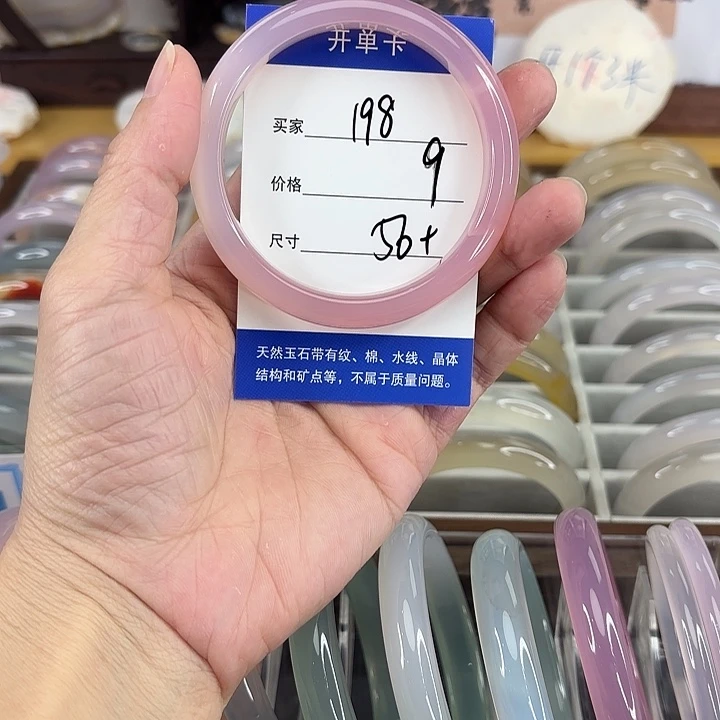 开单卡
买家 198
价格 9
尺寸 56+
天然玉石带有纹、棉、水线、晶体
结构和矿点等，不属于质量问题。